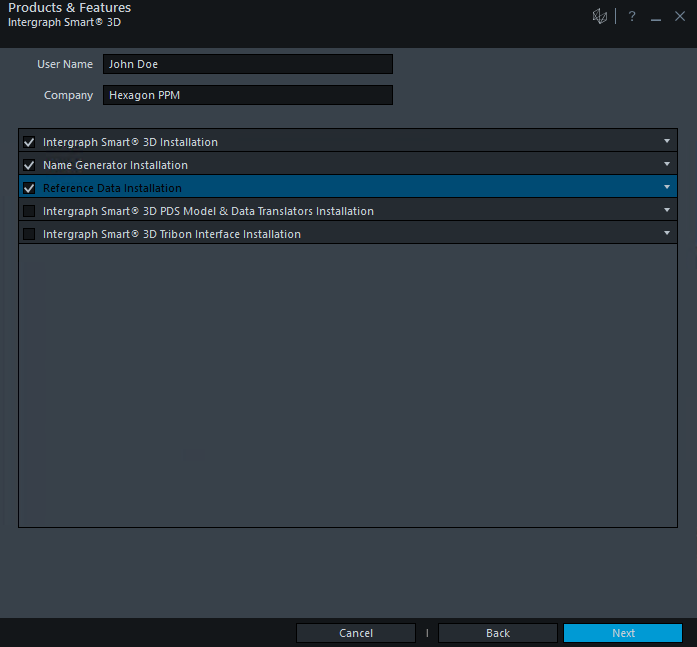 Products & Features
Intergraph Smart® 3D
?
User Name John Doe
Company Hexagon PPM
Intergraph Smart® 3D Installation
Name Generator Installation
Reference Data Installation
Intergraph Smart® 3D PDS Model & Data Translators Installation
Intergraph Smart® 3D Tribon Interface Installation
Cancel | Back Next